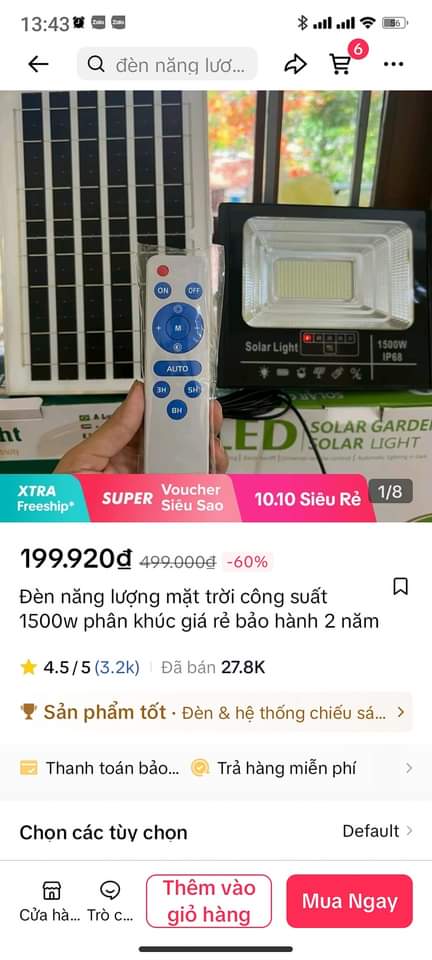 13:43
Zalo
Zalo
56
đèn năng lượ...
6
ON
OFF
M
AUTO
3H
5H
8H
Solar Light
1500W
IP68
ht
LED
SOLAR GARDE
SOLAR LIGHT
XTRA
Freeship*
SUPER
Voucher
Siêu Sao
10.10 Siêu Rẻ
1/8
199.920đ 499.000đ -60%
Đèn năng lượng mặt trời công suất
1500w phân khúc giá rẻ bảo hành 2 năm
4.5/5 (3.2k) Đã bán 27.8K
Sản phẩm tốt · Đèn & hệ thống chiếu sá...
Thanh toán bảo... Trả hàng miễn phí
Chọn các tùy chọn Default
Cửa hà...
Trò c...
Thêm vào
giỏ hàng
Mua Ngay